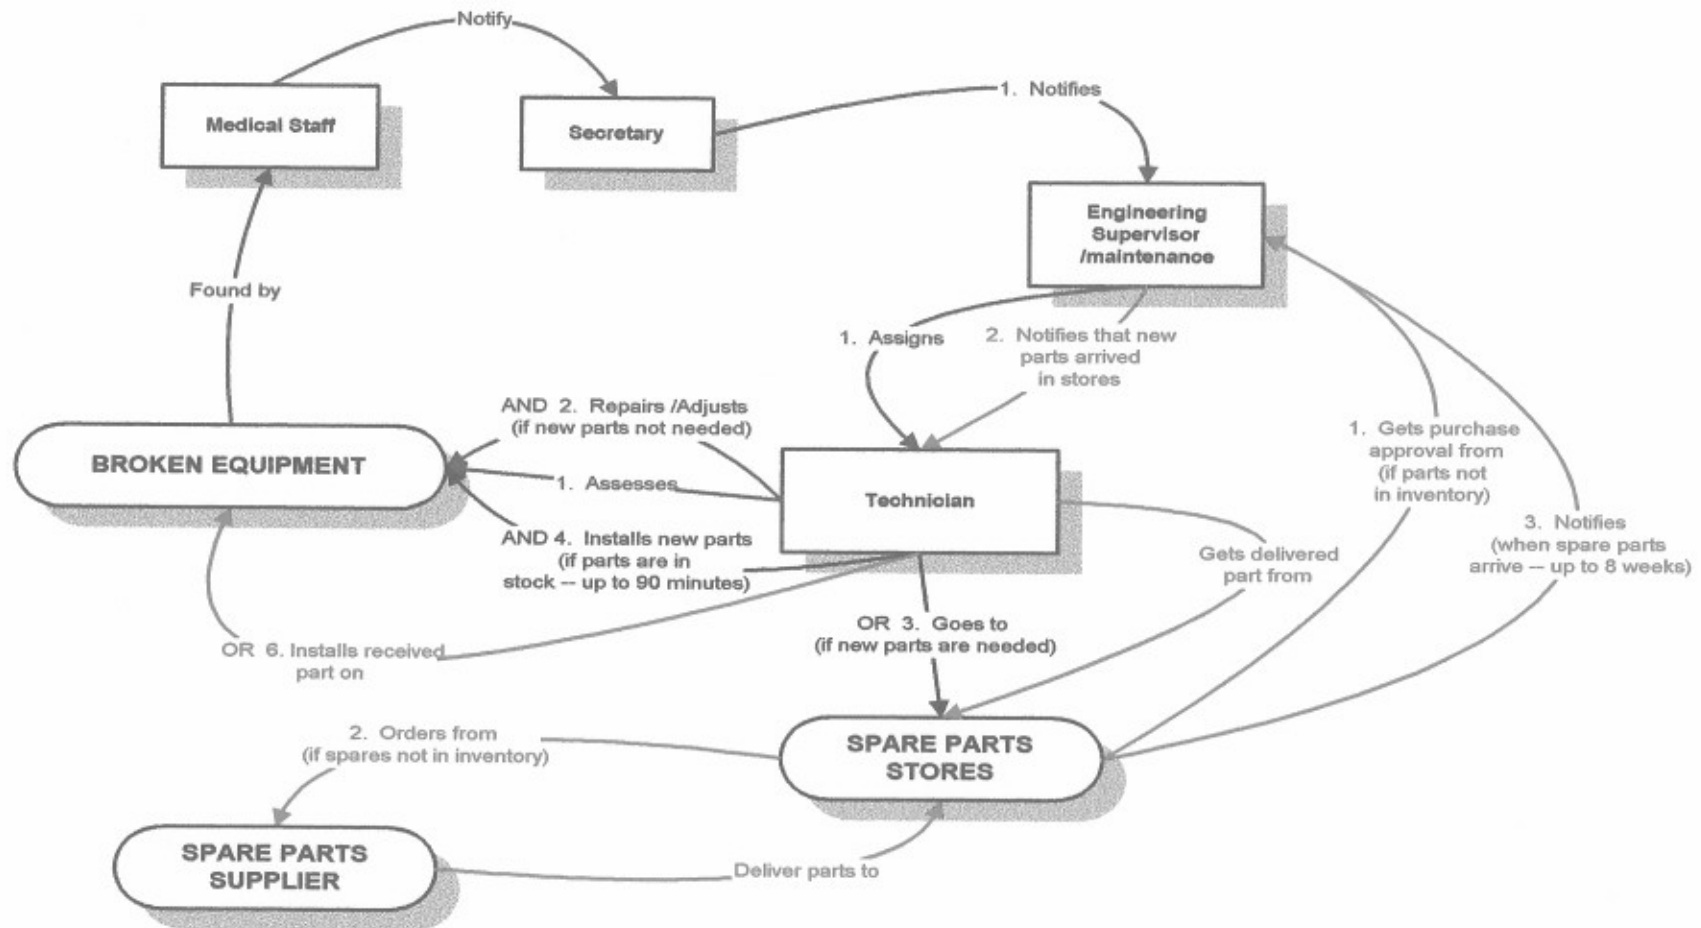 Notify
Medical Staff
Secretary
1. Notifies
Engineering
Supervisor
/maintenance
Found by
1. Assigns
2. Notifies that new
parts arrived
in stores
AND 2. Repairs /Adjusts
(if new parts not needed)
BROKEN EQUIPMENT
1. Assesses
Technician
1. Gets purchase
approval from
(if parts not
in inventory)
AND 4. Installs new parts
(if parts are in
stock -- up to 90 minutes)
Gets delivered
part from
3. Notifies
(when spare parts
arrive -- up to 8 weeks)
OR 3. Goes to
(if new parts are needed)
OR 6. Installs received
part on
2. Orders from
(if spares not in inventory)
SPARE PARTS
STORES
SPARE PARTS
SUPPLIER
Deliver parts to